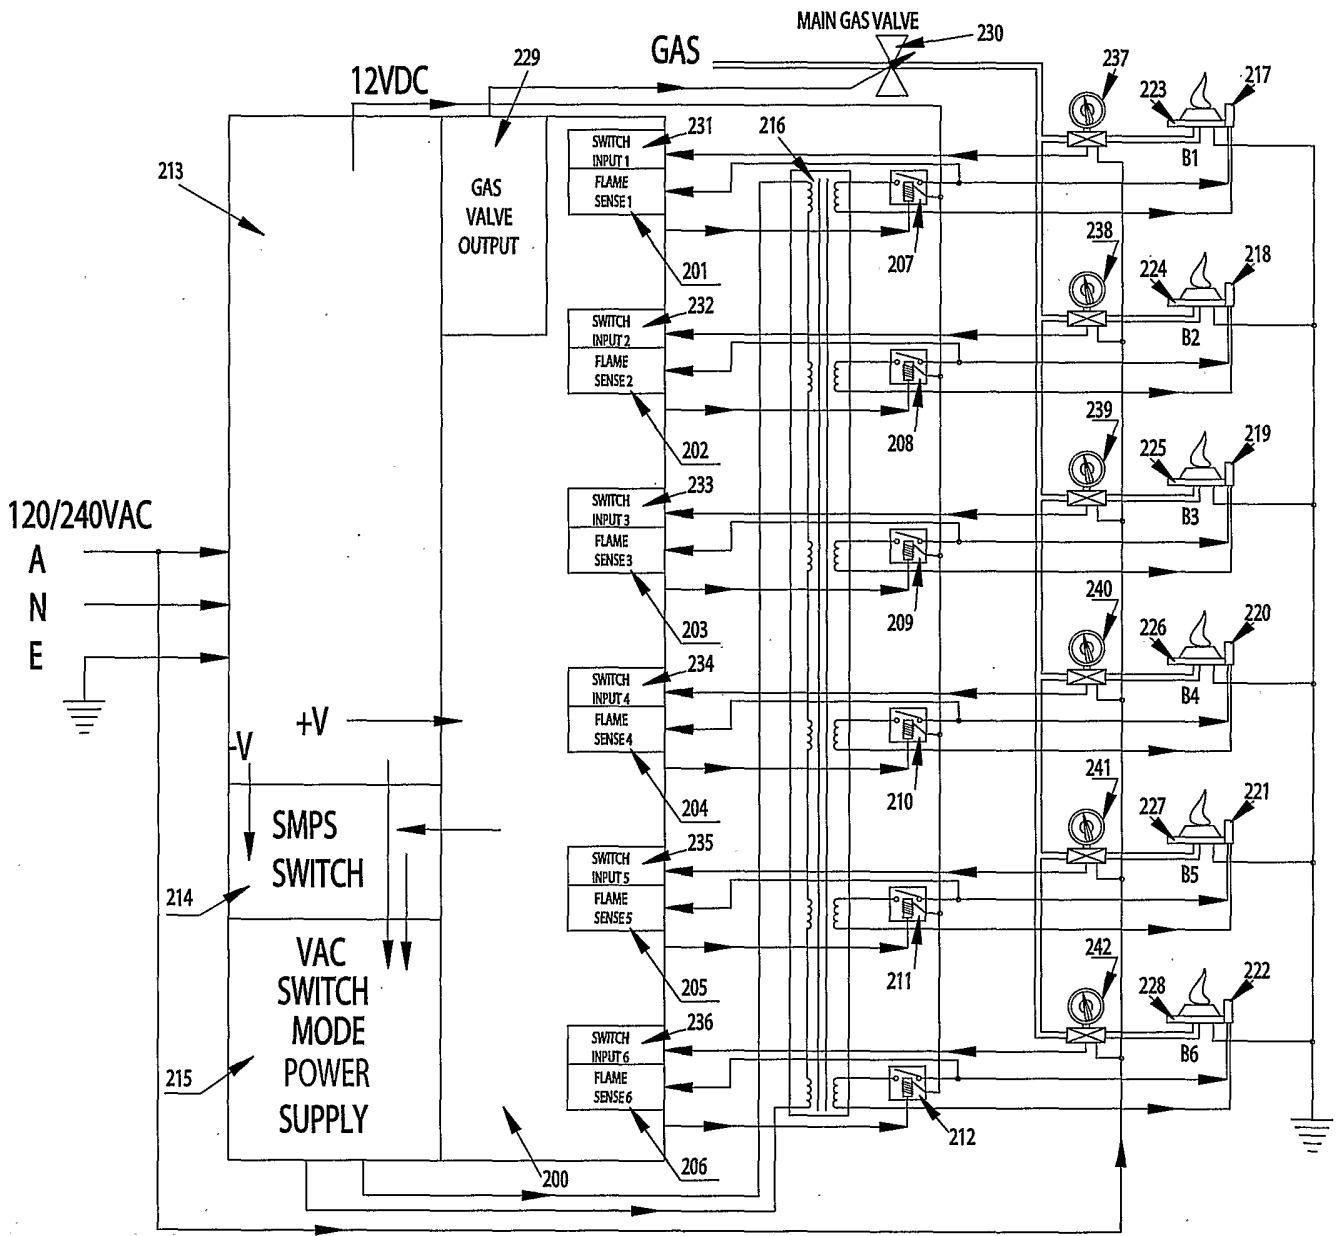 MAIN GAS VALVE
GAS
230
229
12VDC
237
223
217
B1
213
GAS
VALVE
OUTPUT
SWITCH
INPUT 1
FLAME
SENSE 1
231
216
201
207
238
224
218
B2
SWITCH
INPUT 2
FLAME
SENSE 2
232
202
208
239
225
219
B3
SWITCH
INPUT 3
FLAME
SENSE 3
233
203
209
120/240VAC
A
N
E
240
226
220
B4
SWITCH
INPUT 4
FLAME
SENSE 4
234
204
210
+V
-V
SMPS
SWITCH
214
241
227
221
B5
SWITCH
INPUT 5
FLAME
SENSE 5
235
205
211
VAC
SWITCH
MODE
POWER
SUPPLY
215
242
228
222
B6
SWITCH
INPUT 6
FLAME
SENSE 6
236
206
212
200